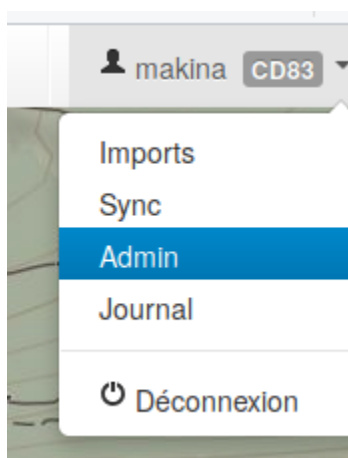 makina CD83
Imports
Sync
Admin
Journal
Déconnexion